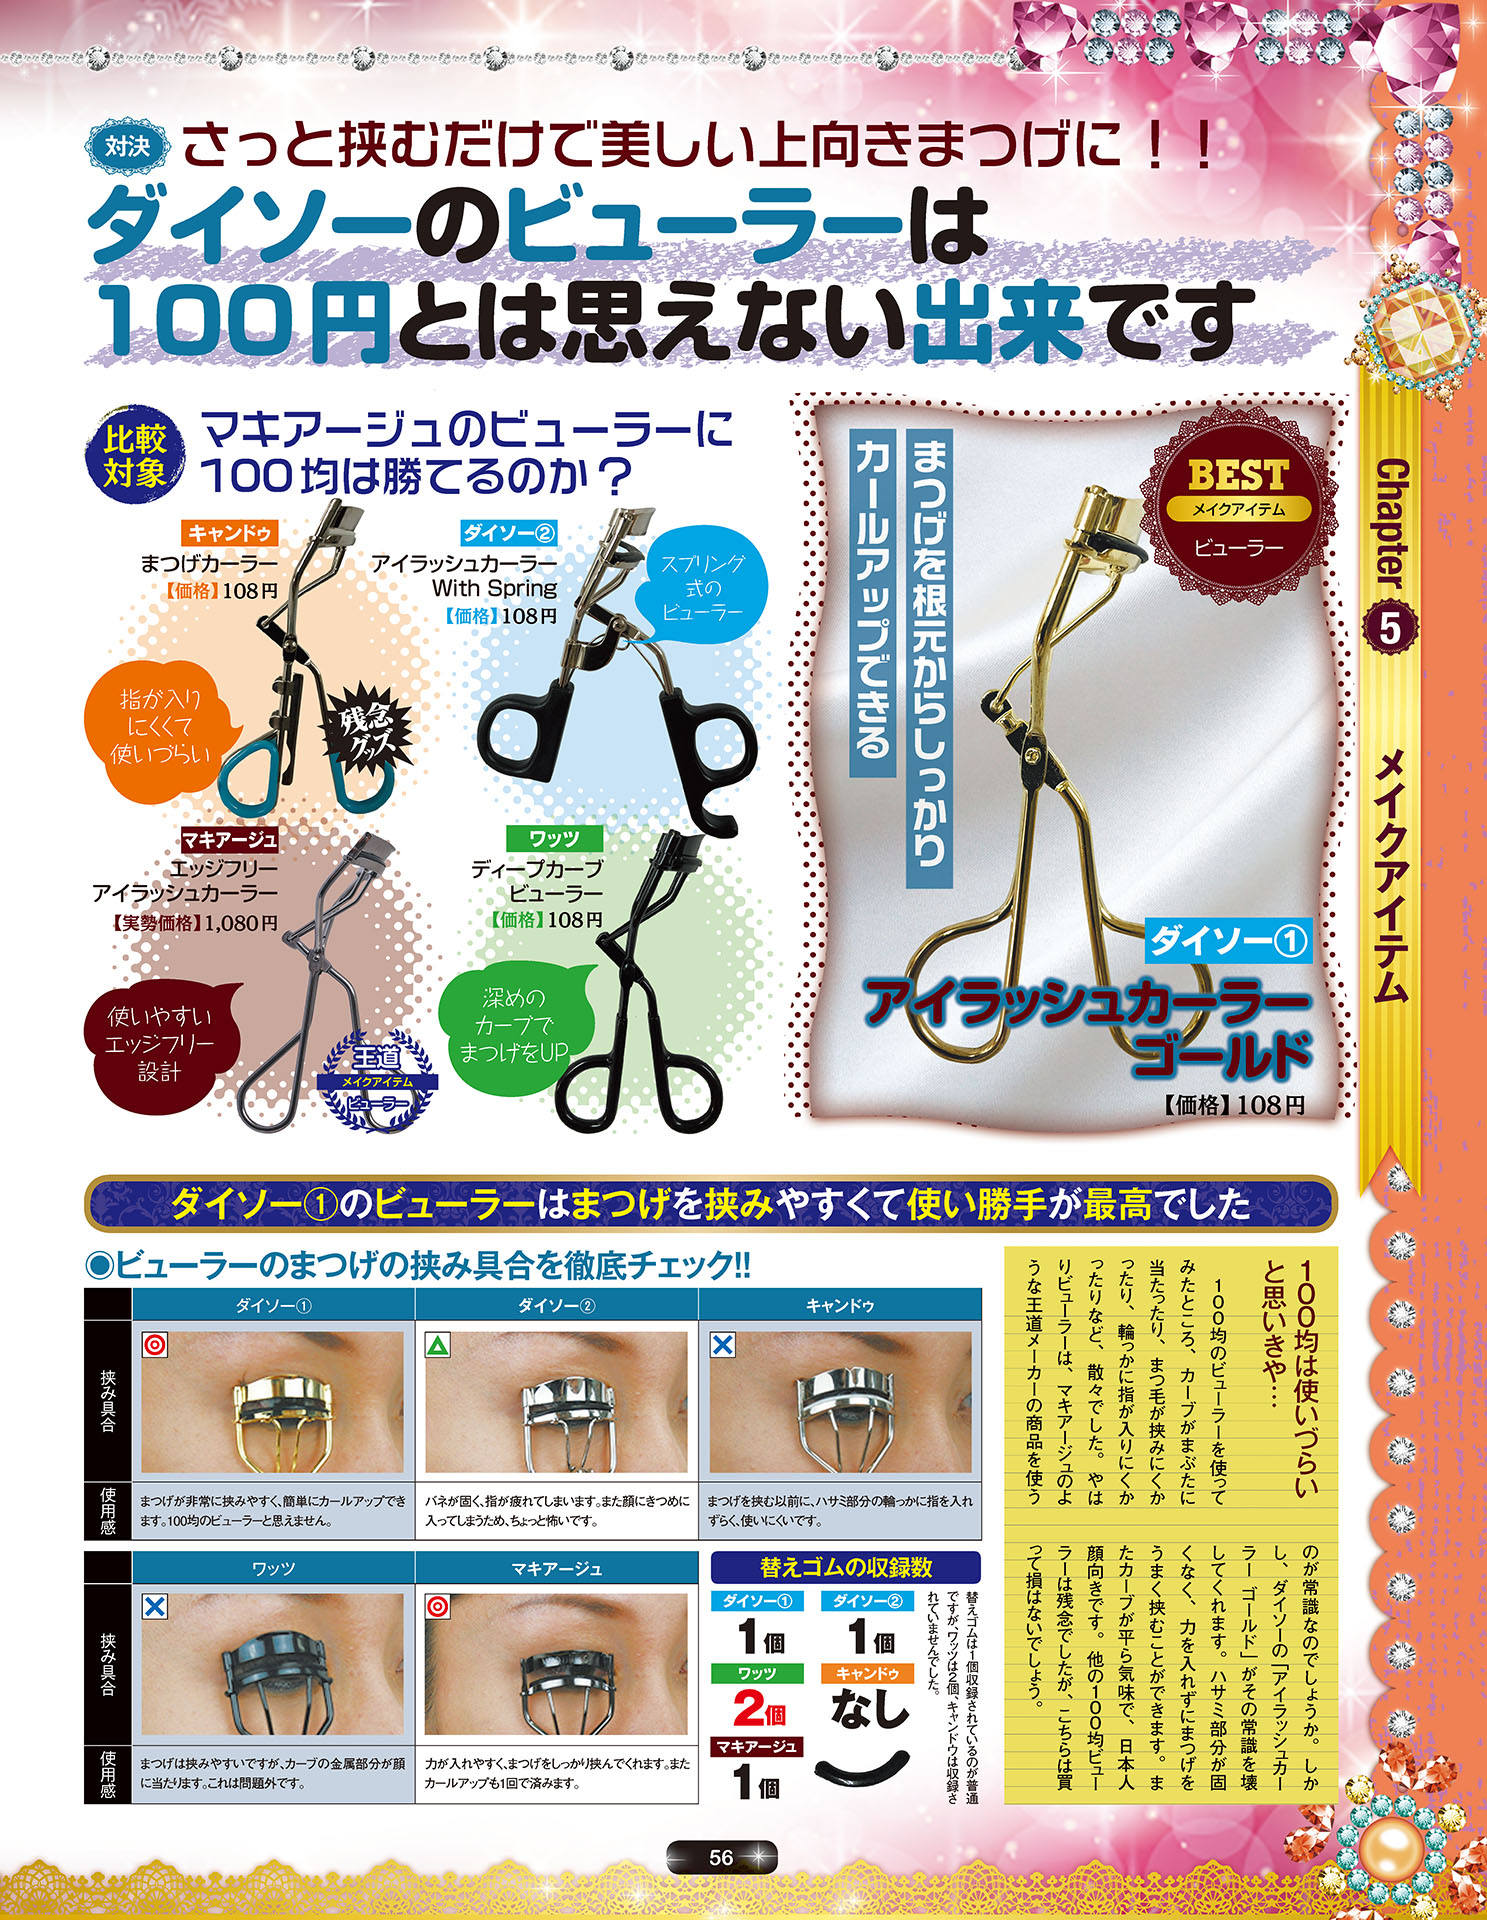 対決
さっと挟むだけで美しい上向きまつげに！！
ダイソーのビューラーは
100円とは思えない出来です
比較
対象
マキアージュのビューラーに
100均は勝てるのか？
キャンドゥ
まつげカーラー
【価格】108円
指が入り
にくくて
使いづらい
残念
グッズ
ダイソー②
アイラッシュカーラー
With Spring
【価格】108円
スプリング
式の
ビューラー
マキアージュ
エッジフリー
アイラッシュカーラー
【実勢価格】1,080円
使いやすい
エッジフリー
設計
王道
メイクアイテム
ビューラー
ワッツ
ディープカーブ
ビューラー
【価格】108円
深めの
カーブで
まつげをUP
まつげを根元からしっかり
カールアップできる
BEST
メイクアイテム
ビューラー
ダイソー①
アイラッシュカーラー
ゴールド
【価格】108円
Chapter 5 メイクアイテム
ダイソー①のビューラーはまつげを挟みやすくて使い勝手が最高でした
◉ビューラーのまつげの挟み具合を徹底チェック!!
ダイソー①
ダイソー②
キャンドゥ
挟み具合
◎
△
×
使用感
まつげが非常に挟みやすく、簡単にカールアップでき
ます。100均のビューラーと思えません。
バネが固く、指が疲れてしまいます。また顔にきつめに
入ってしまうため、ちょっと怖いです。
まつげを挟む以前に、ハサミ部分の輪っかに指を入れ
ずらく、使いにくいです。
ワッツ
マキアージュ
挟み具合
×
◎
使用感
まつげは挟みやすいですが、カーブの金属部分が顔
に当たります。これは問題外です。
力が入れやすく、まつげをしっかり挟んでくれます。また
カールアップも1回で済みます。
替えゴムの収録数
ダイソー①
1個
ダイソー②
1個
ワッツ
2個
キャンドゥ
なし
マキアージュ
1個
替えゴムは1個収録されているのが普通
ですが、ワッツは2個、キャンドゥは収録さ
れていませんでした。
100均は使いづらい
と思いきや…
100均のビューラーを使って
みたところ、カーブがまぶたに
当たったり、まつ毛が挟みにくか
ったり、輪っかに指が入りにくか
ったりなど、散々でした。やは
りビューラーは、マキアージュのよ
うな王道メーカーの商品を使う
のが常識なのでしょうか。しか
し、ダイソーの「アイラッシュカー
ラー ゴールド」がその常識を壊
してくれます。ハサミ部分が固
くなく、力を入れずにまつげを
うまく挟むことができます。ま
たカーブが平ら気味で、日本人
顔向きです。他の100均ビュー
ラーは残念でしたが、こちらは買
って損はないでしょう。
56